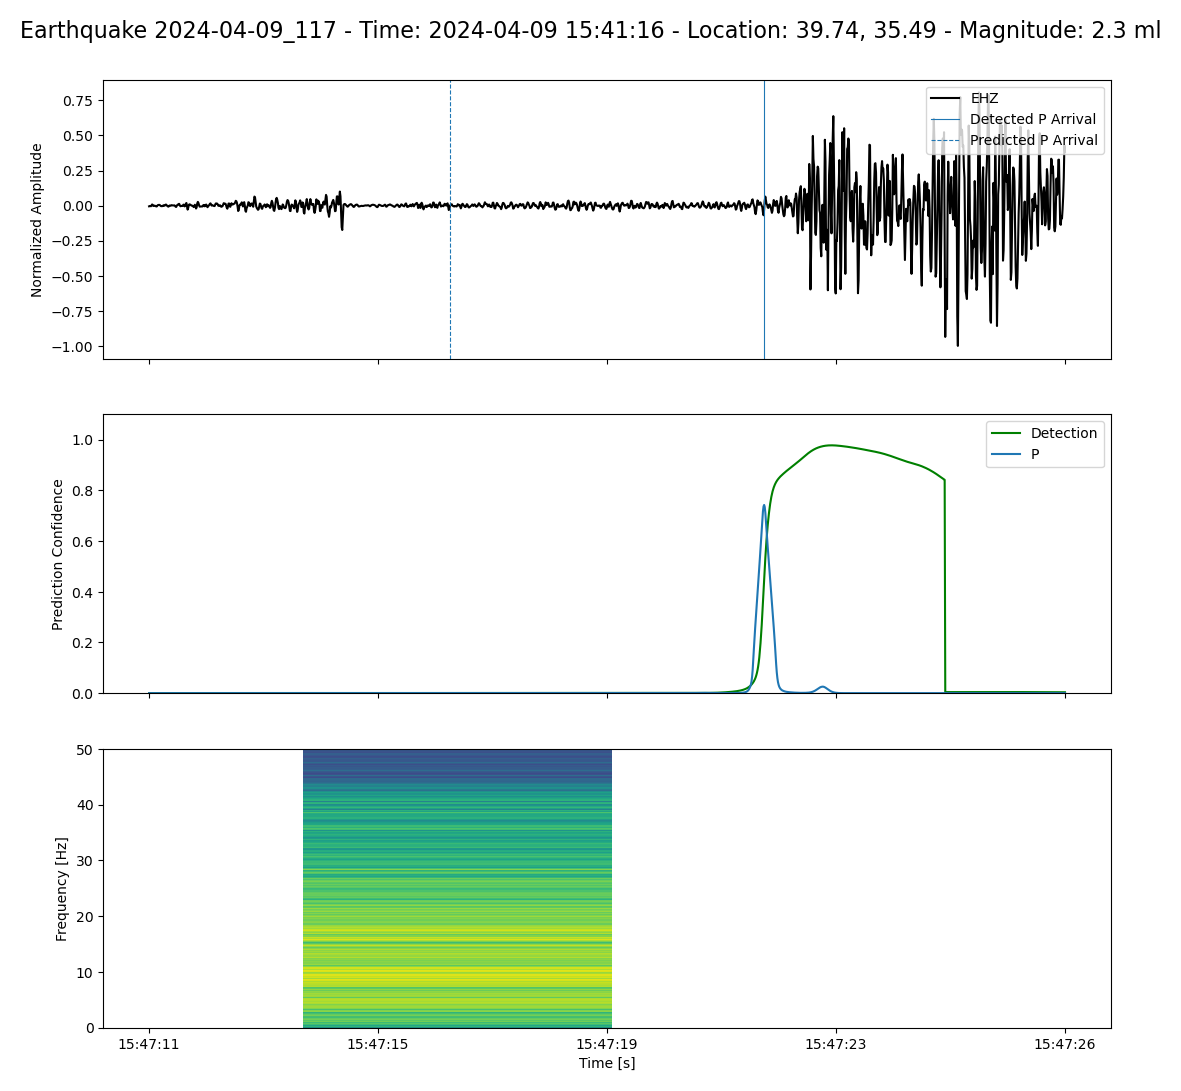 Earthquake 2024-04-09_117 - Time: 2024-04-09 15:41:16 - Location: 39.74, 35.49 - Magnitude: 2.3 ml
Normalized Amplitude
0.75
0.50
0.25
0.00
−0.25
−0.50
−0.75
−1.00
EHZ
Detected P Arrival
Predicted P Arrival
Prediction Confidence
1.0
0.8
0.6
0.4
0.2
0.0
Detection
P
Frequency [Hz]
50
40
30
20
10
0
15:47:11 15:47:15 15:47:19 15:47:23 15:47:26
Time [s]